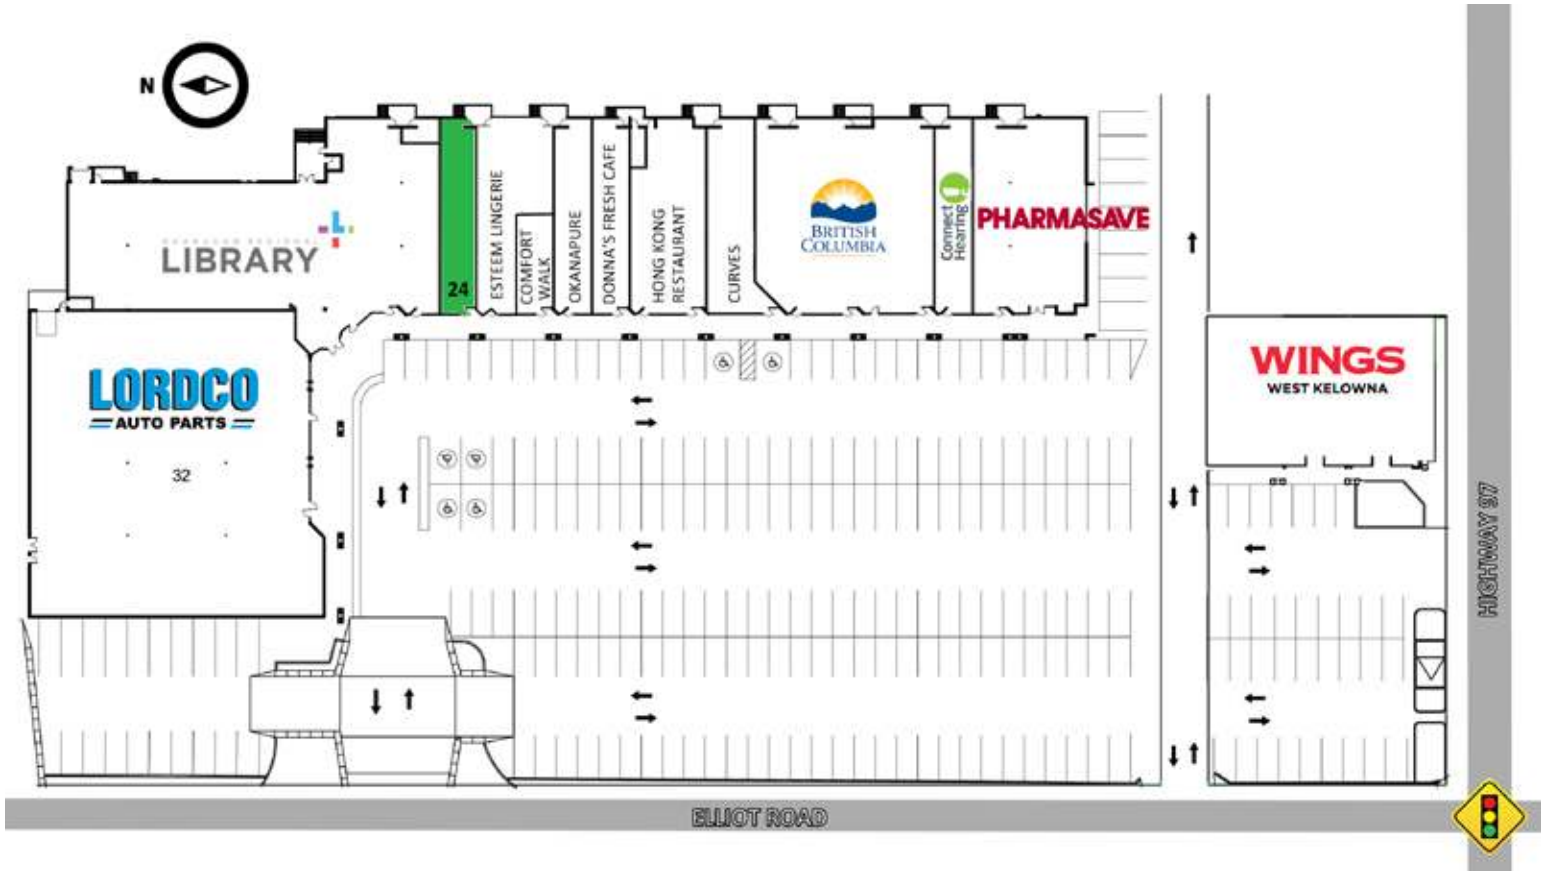 N
LIBRARY
24
ESTEEM LINGERIE
COMFORT
WALK
OKANAPURE
DONNA'S FRESH CAFE
HONG KONG
RESTAURANT
CURVES
BRITISH
COLUMBIA
Connect
Hearing
PHARMASAVE
LORDCO
AUTO PARTS
32
WINGS
WEST KELOWNA
HIGHWAY 97
ELLIOT ROAD